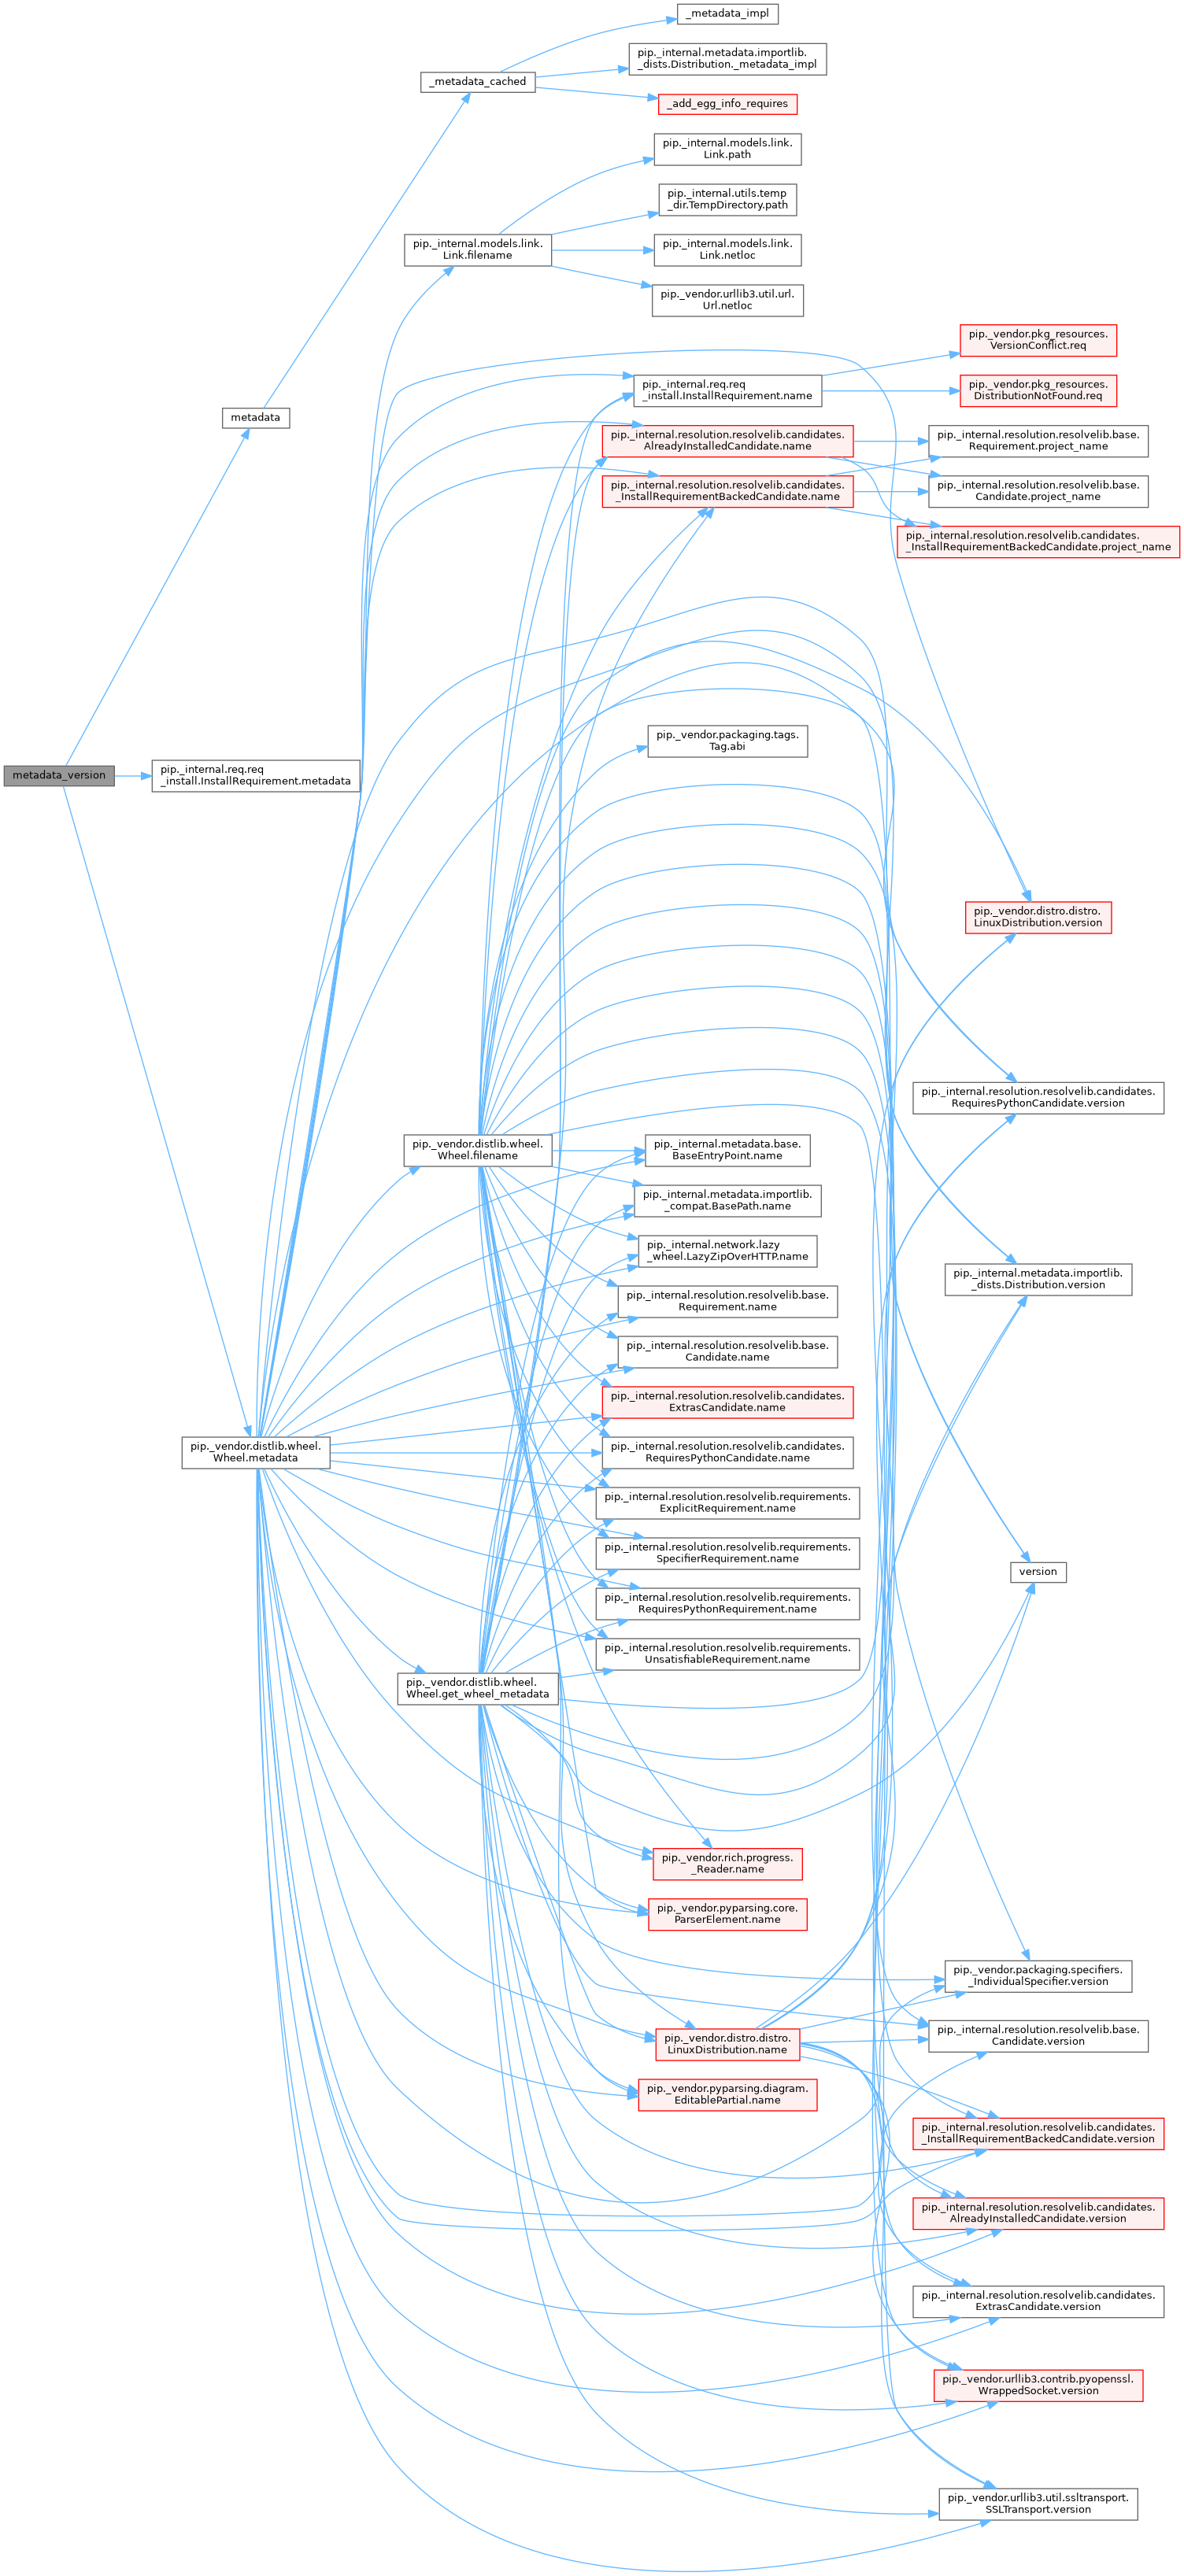 _metadata_impl
pip._internal.metadata.importlib.
_dists.Distribution._metadata_impl
_metadata_cached
_add_egg_info_requires
pip._internal.models.link.
Link.path
pip._internal.utils.temp
_dir.TempDirectory.path
pip._internal.models.link.
Link.filename
pip._internal.models.link.
Link.netloc
pip._vendor.urllib3.util.url.
Url.netloc
pip._vendor.pkg_resources.
VersionConflict.req
pip._internal.req.req
_install.InstallRequirement.name
pip._vendor.pkg_resources.
DistributionNotFound.req
metadata
pip._internal.resolution.resolvelib.candidates.
AlreadyInstalledCandidate.name
pip._internal.resolution.resolvelib.base.
Requirement.project_name
pip._internal.resolution.resolvelib.candidates.
_InstallRequirementBackedCandidate.name
pip._internal.resolution.resolvelib.base.
Candidate.project_name
pip._internal.resolution.resolvelib.candidates.
_InstallRequirementBackedCandidate.project_name
pip._vendor.packaging.tags.
Tag.abi
metadata_version
pip._internal.req.req
_install.InstallRequirement.metadata
pip._vendor.distro.distro.
LinuxDistribution.version
pip._internal.resolution.resolvelib.candidates.
RequiresPythonCandidate.version
pip._vendor.distlib.wheel.
Wheel.filename
pip._internal.metadata.base.
BaseEntryPoint.name
pip._internal.metadata.importlib.
_compat.BasePath.name
pip._internal.network.lazy
_wheel.LazyZipOverHTTP.name
pip._internal.metadata.importlib.
_dists.Distribution.version
pip._internal.resolution.resolvelib.base.
Requirement.name
pip._internal.resolution.resolvelib.base.
Candidate.name
pip._internal.resolution.resolvelib.candidates.
ExtrasCandidate.name
pip._vendor.distlib.wheel.
Wheel.metadata
pip._internal.resolution.resolvelib.candidates.
RequiresPythonCandidate.name
pip._internal.resolution.resolvelib.requirements.
ExplicitRequirement.name
pip._internal.resolution.resolvelib.requirements.
SpecifierRequirement.name
version
pip._internal.resolution.resolvelib.requirements.
RequiresPythonRequirement.name
pip._internal.resolution.resolvelib.requirements.
UnsatisfiableRequirement.name
pip._vendor.distlib.wheel.
Wheel.get_wheel_metadata
pip._vendor.rich.progress.
_Reader.name
pip._vendor.pyparsing.core.
ParserElement.name
pip._vendor.packaging.specifiers.
_IndividualSpecifier.version
pip._vendor.distro.distro.
LinuxDistribution.name
pip._internal.resolution.resolvelib.base.
Candidate.version
pip._vendor.pyparsing.diagram.
EditablePartial.name
pip._internal.resolution.resolvelib.candidates.
_InstallRequirementBackedCandidate.version
pip._internal.resolution.resolvelib.candidates.
AlreadyInstalledCandidate.version
pip._internal.resolution.resolvelib.candidates.
ExtrasCandidate.version
pip._vendor.urllib3.contrib.pyopenssl.
WrappedSocket.version
pip._vendor.urllib3.util.ssltransport.
SSLTransport.version